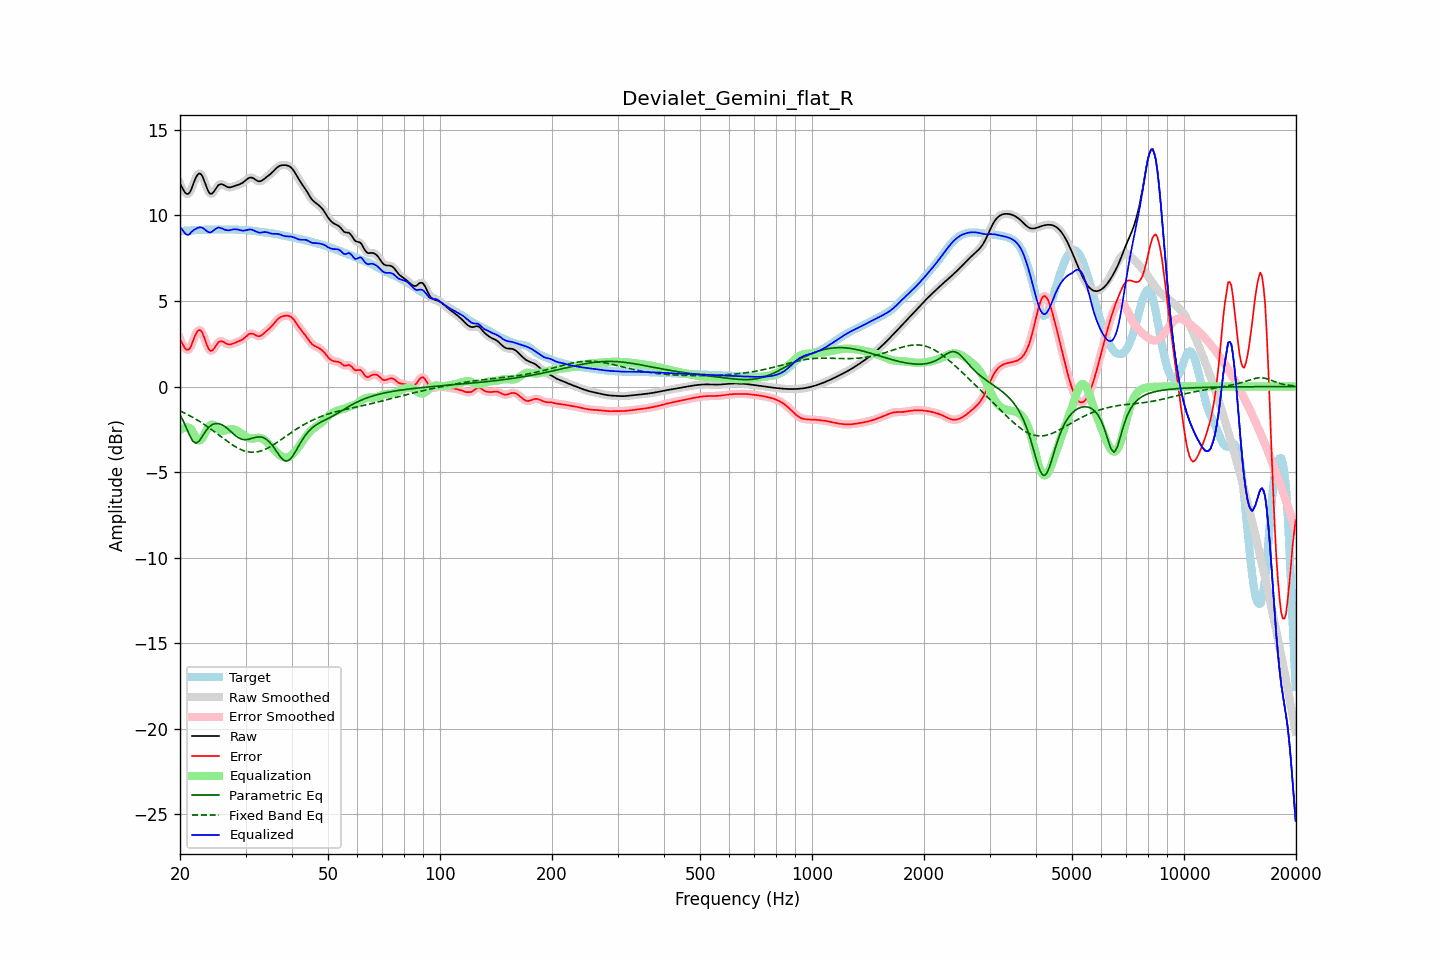 Devialet_Gemini_flat_R
Amplitude (dBr)
15
10
5
0
−5
−10
−15
−20
−25
Target
Raw Smoothed
Error Smoothed
Raw
Error
Equalization
Parametric Eq
Fixed Band Eq
Equalized
20 50 100 200 500 1000 2000 5000 10000 20000
Frequency (Hz)